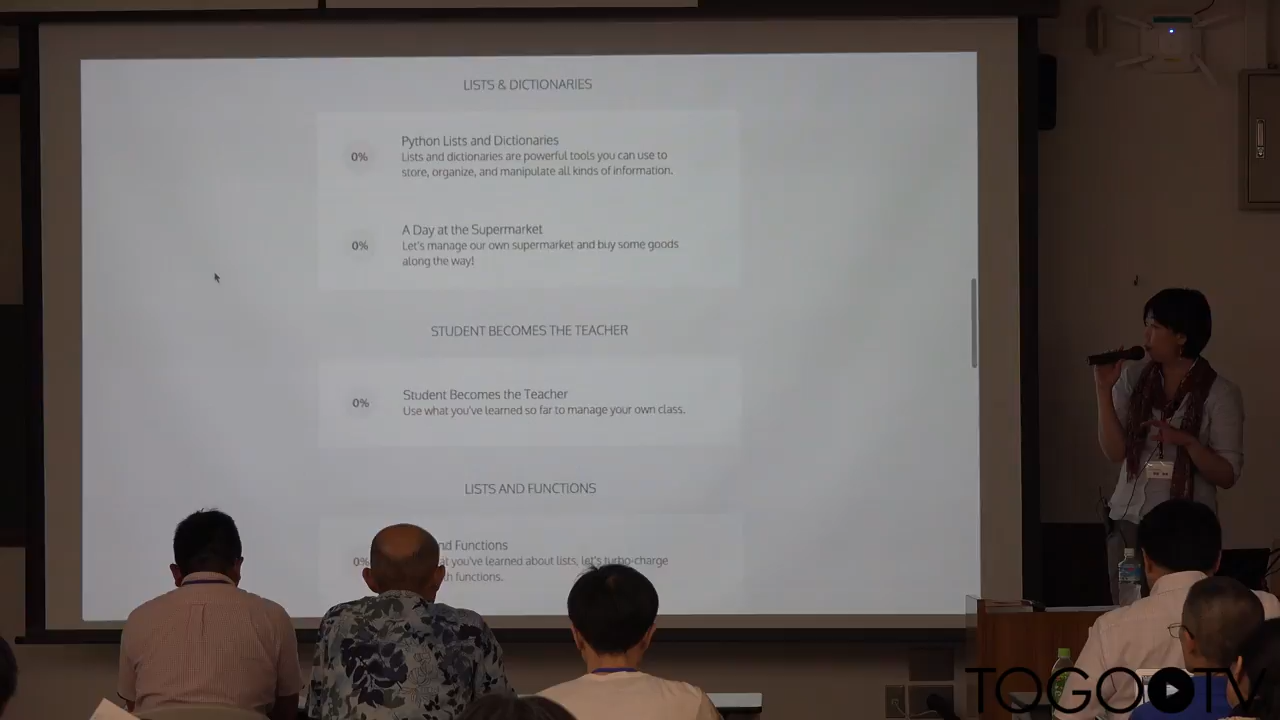 LISTS & DICTIONARIES
0%
Python Lists and Dictionaries
Lists and dictionaries are powerful tools you can use to
store, organize, and manipulate all kinds of information.
0%
A Day at the Supermarket
Let's manage our own supermarket and buy some goods
along the way!
STUDENT BECOMES THE TEACHER
0%
Student Becomes the Teacher
Use what you've learned so far to manage your own class.
LISTS AND FUNCTIONS
0%
nd Functions
at you've learned about lists, let's turbo-charge
h functions.
TOGO TV